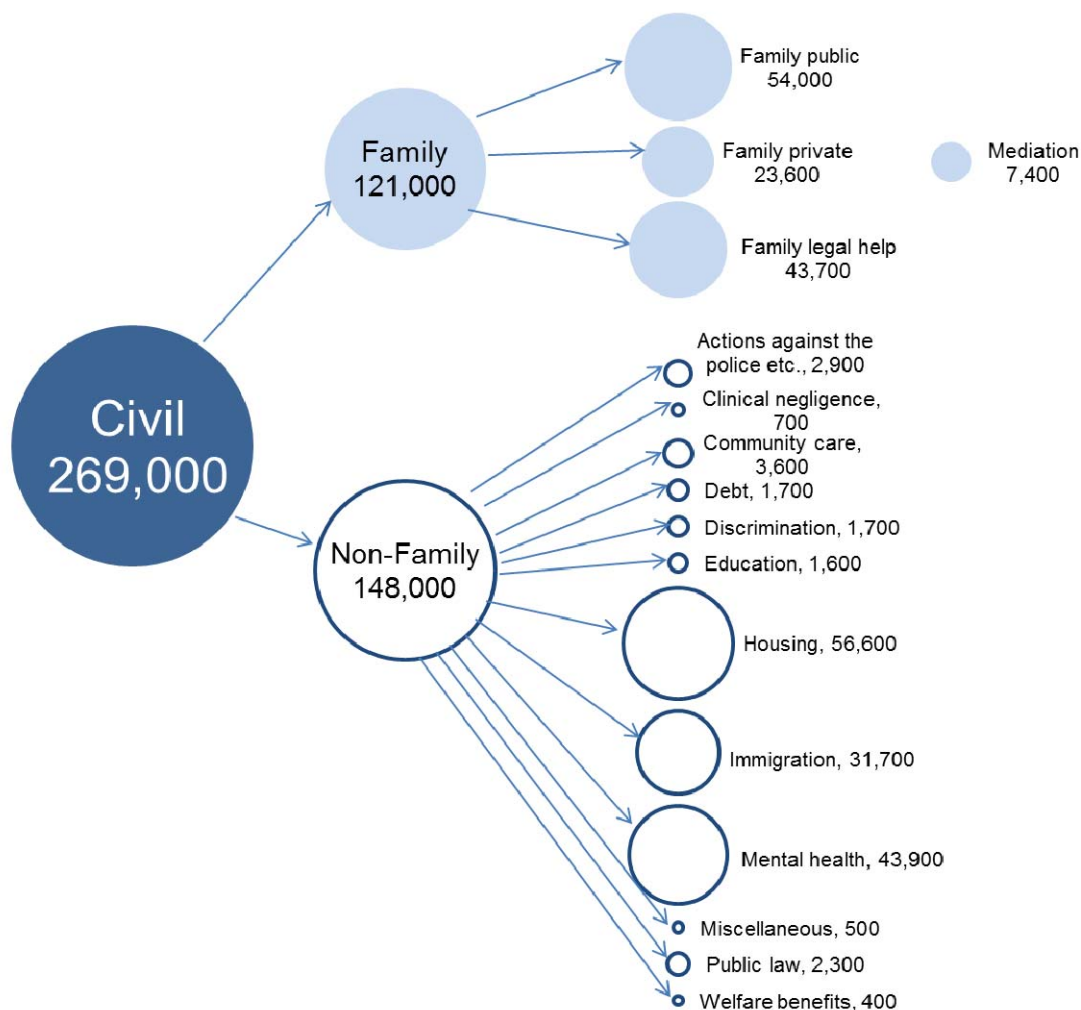 Civil
269,000
Family
121,000
Family public
54,000
Family private
23,600
Mediation
7,400
Family legal help
43,700
Non-Family
148,000
Actions against the
police etc., 2,900
Clinical negligence,
700
Community care,
3,600
Debt, 1,700
Discrimination, 1,700
Education, 1,600
Housing, 56,600
Immigration, 31,700
Mental health, 43,900
Miscellaneous, 500
Public law, 2,300
Welfare benefits, 400